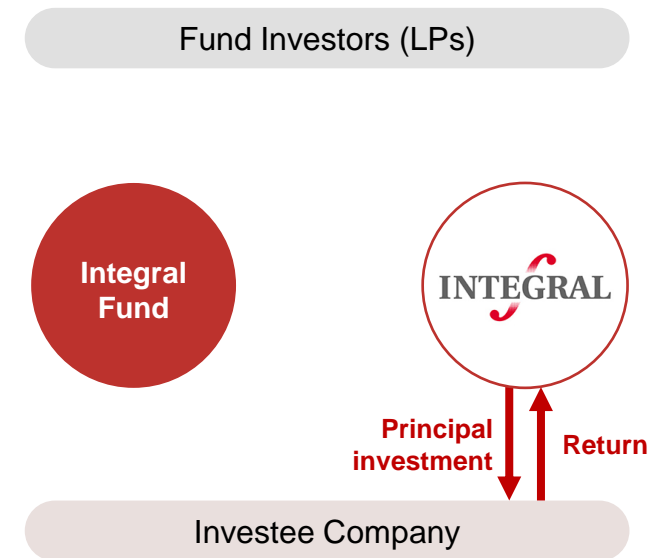 Fund Investors (LPs)
Integral
Fund
INTEGRAL
Principal
investment
Return
Investee Company